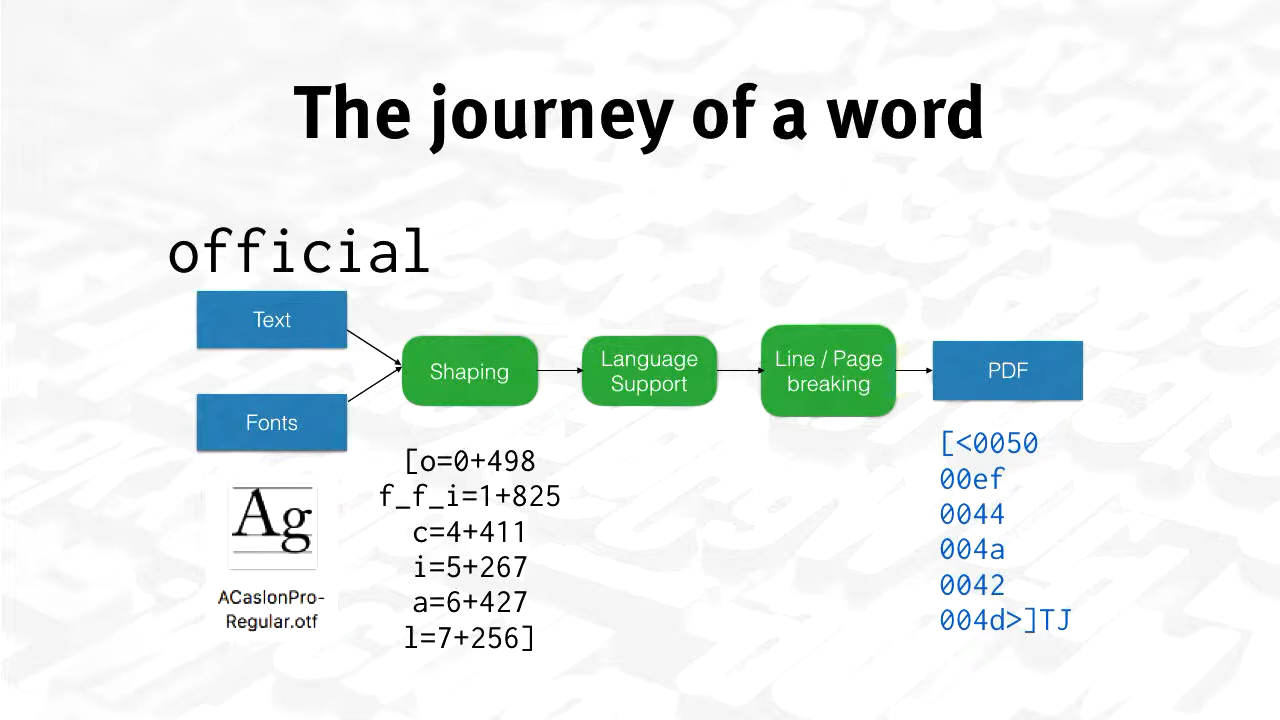 The journey of a word
official
Text
Fonts
Shaping
Language
Support
Line / Page
breaking
PDF
Ag
ACaslonPro-
Regular.otf
[o=0+498
f_f_i=1+825
c=4+411
i=5+267
a=6+427
l=7+256]
[<0050
00ef
0044
004a
0042
004d>]TJ